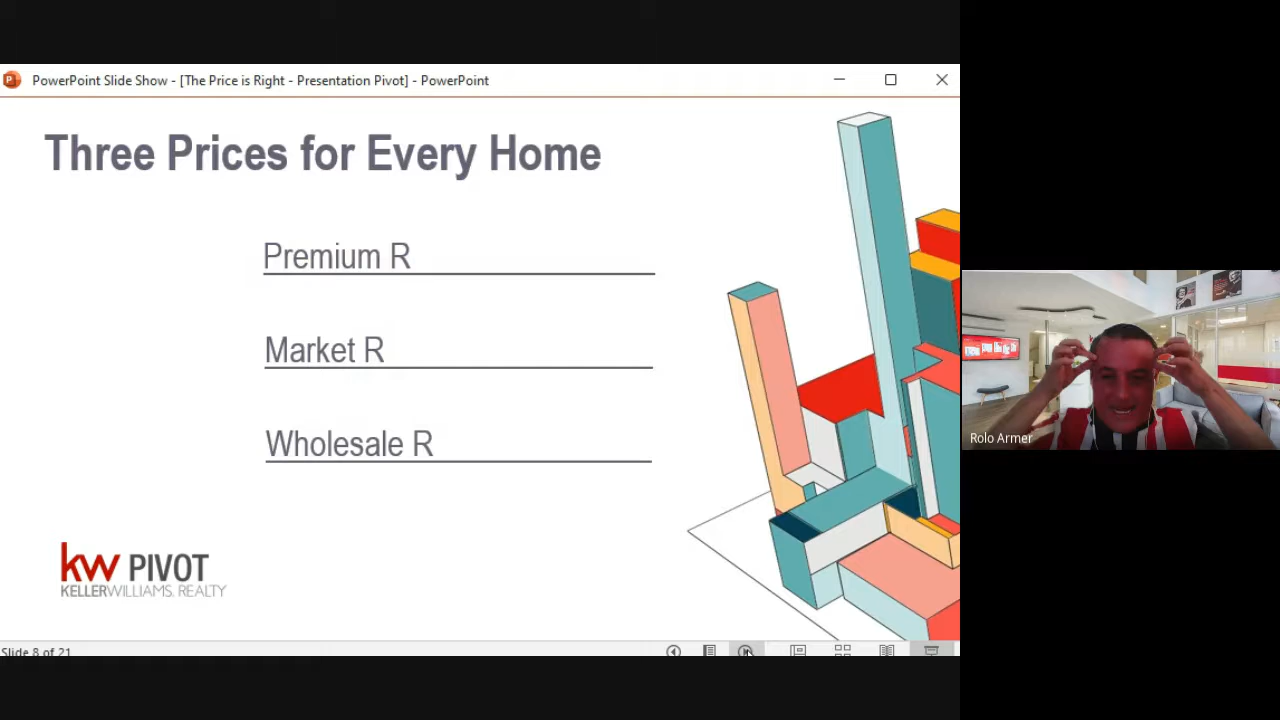 PowerPoint Slide Show - [The Price is Right - Presentation Pivot] - PowerPoint
Three Prices for Every Home
Premium R
Market R
Wholesale R
kw PIVOT
KELLERWILLIAMS. REALTY
Slide 8 of 21
Rolo Armer